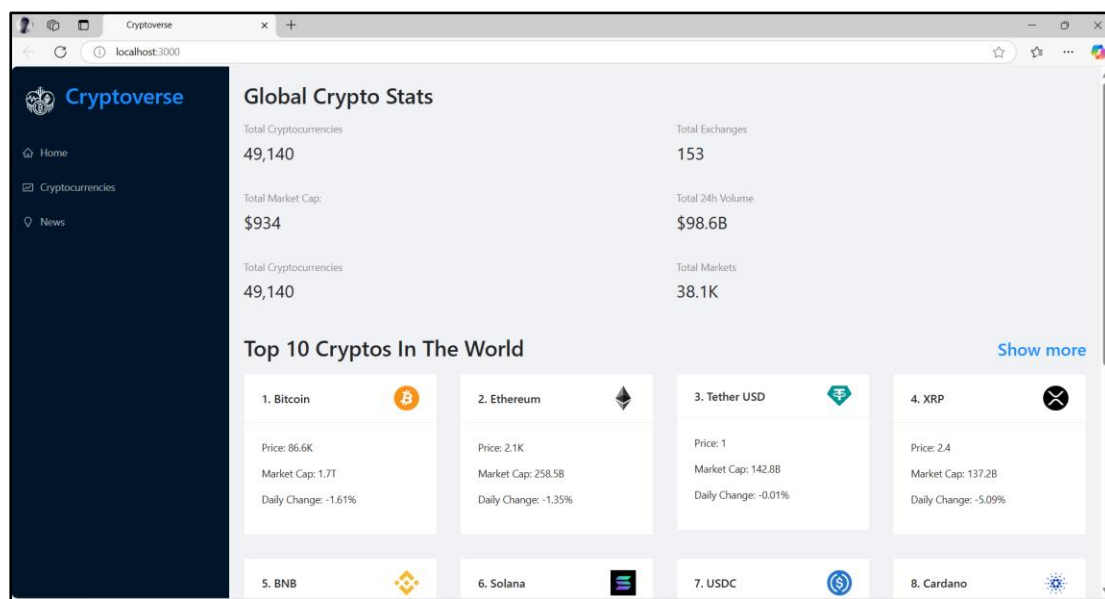 Cryptoverse
localhost:3000
Cryptoverse
Home
Cryptocurrencies
News
Global Crypto Stats
Total Cryptocurrencies
49,140
Total Exchanges
153
Total Market Cap:
$934
Total 24h Volume
$98.6B
Total Cryptocurrencies
49,140
Total Markets
38.1K
Top 10 Cryptos In The World
Show more
1. Bitcoin
Price: 86.6K
Market Cap: 1.7T
Daily Change: -1.61%
2. Ethereum
Price: 2.1K
Market Cap: 258.5B
Daily Change: -1.35%
3. Tether USD
Price: 1
Market Cap: 142.8B
Daily Change: -0.01%
4. XRP
Price: 2.4
Market Cap: 137.2B
Daily Change: -5.09%
5. BNB
6. Solana
7. USDC
8. Cardano